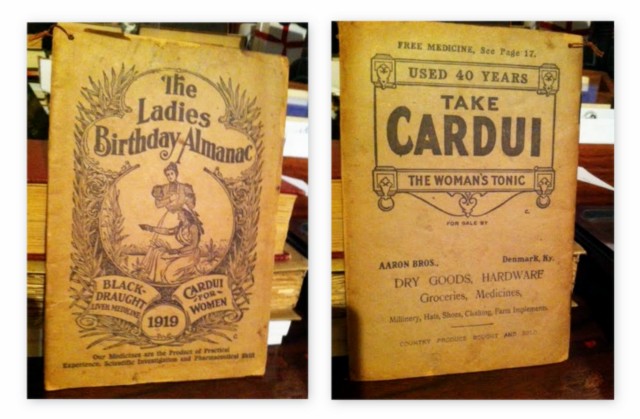 The
Ladies
Birthday Almanac
BLACK-
DRAUGHT
LIVER MEDICINE
CARDUI
FOR
WOMEN
1919
Our Medicines are the Product of Practical
Experience, Scientific Investigation and Pharmaceutical Skill
FREE MEDICINE, See Page 17.
USED 40 YEARS
TAKE
CARDUI
THE WOMAN'S TONIC
C.
FOR SALE BY
AARON BROS., Denmark, Ky.
DRY GOODS, HARDWARE
Groceries, Medicines,
Millinery, Hats, Shoes, Clothing, Farm Implements.
COUNTRY PRODUCE BOUGHT AND SOLD.